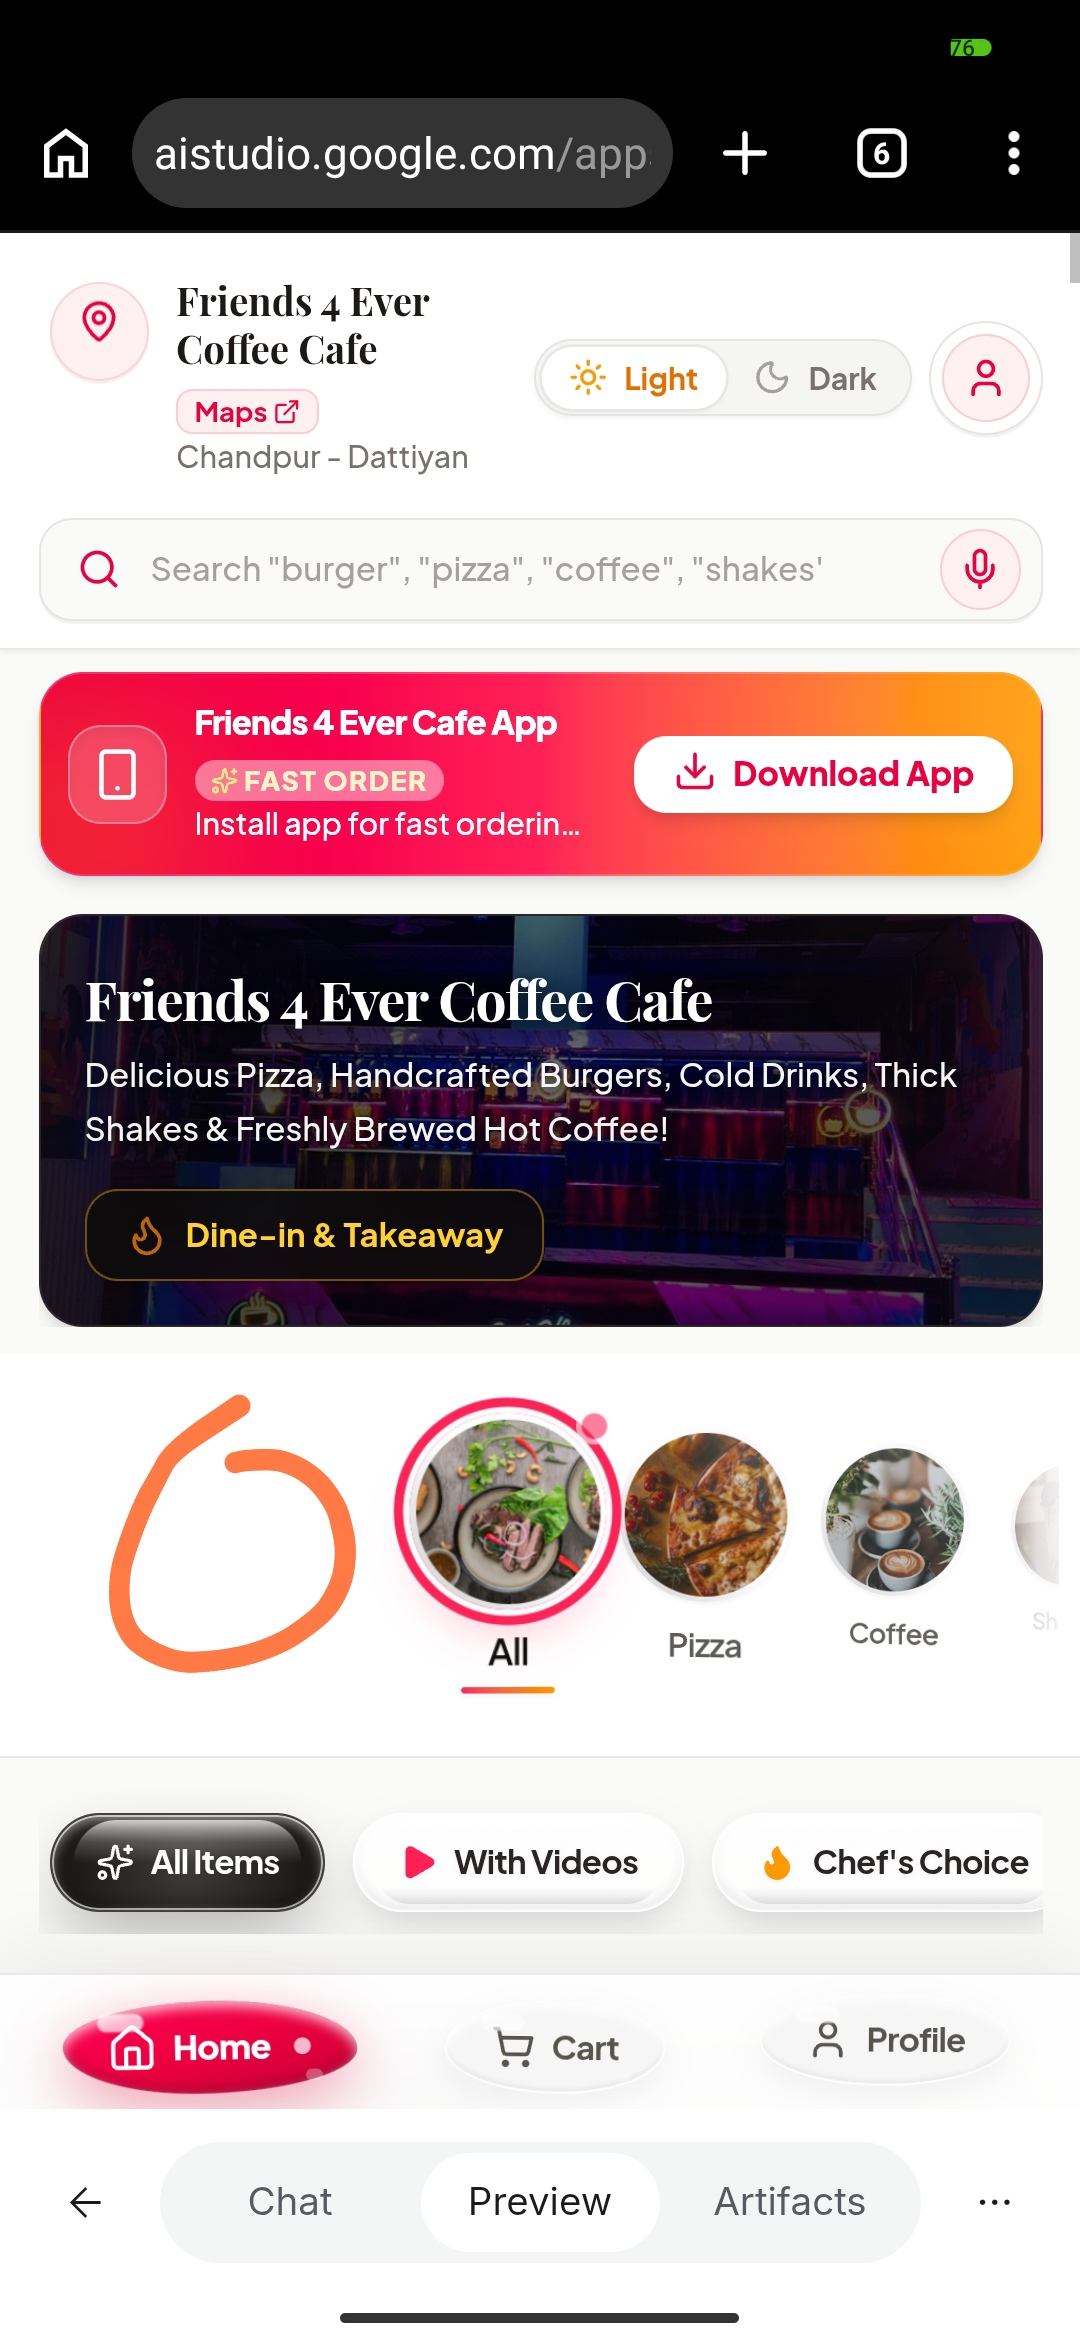 76
aistudio.google.com/app
6
Friends 4 Ever
Coffee Cafe
Maps
Chandpur - Dattiyan
Light
Dark
Search "burger", "pizza", "coffee", "shakes'
Friends 4 Ever Cafe App
FAST ORDER
Install app for fast orderin...
Download App
Friends 4 Ever Coffee Cafe
Delicious Pizza, Handcrafted Burgers, Cold Drinks, Thick
Shakes & Freshly Brewed Hot Coffee!
Dine-in & Takeaway
All
Pizza
Coffee
Sh
All Items
With Videos
Chef's Choice
Home
Cart
Profile
Chat
Preview
Artifacts